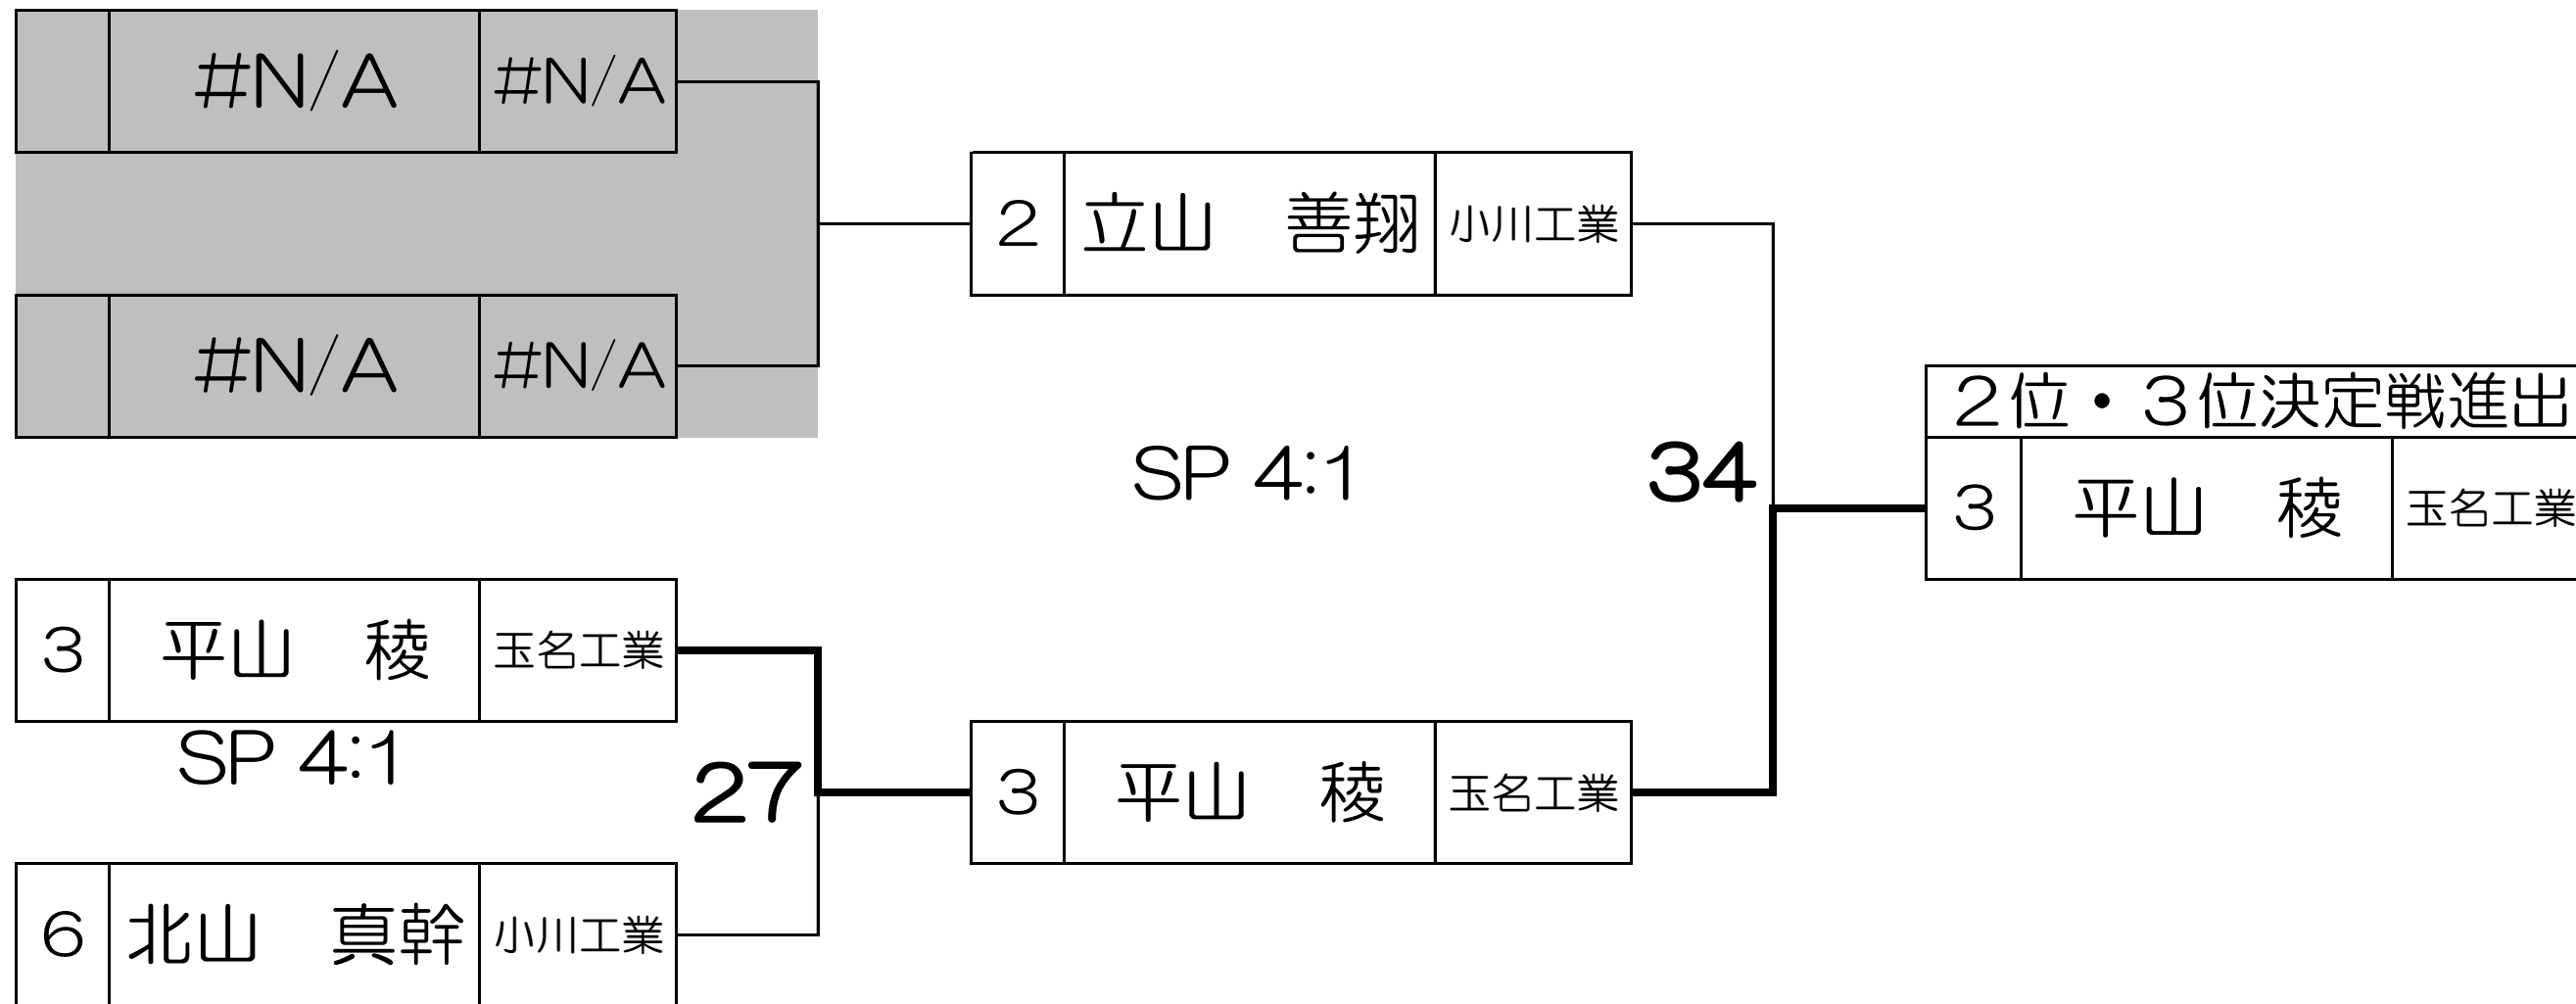 #N/A #N/A
2 立山　善翔 小川工業
#N/A #N/A
2位・3位決定戦進出
SP 4:1
34
3 平山　稜 玉名工業
3 平山　稜 玉名工業
SP 4:1
27
3 平山　稜 玉名工業
6 北山　真幹 小川工業